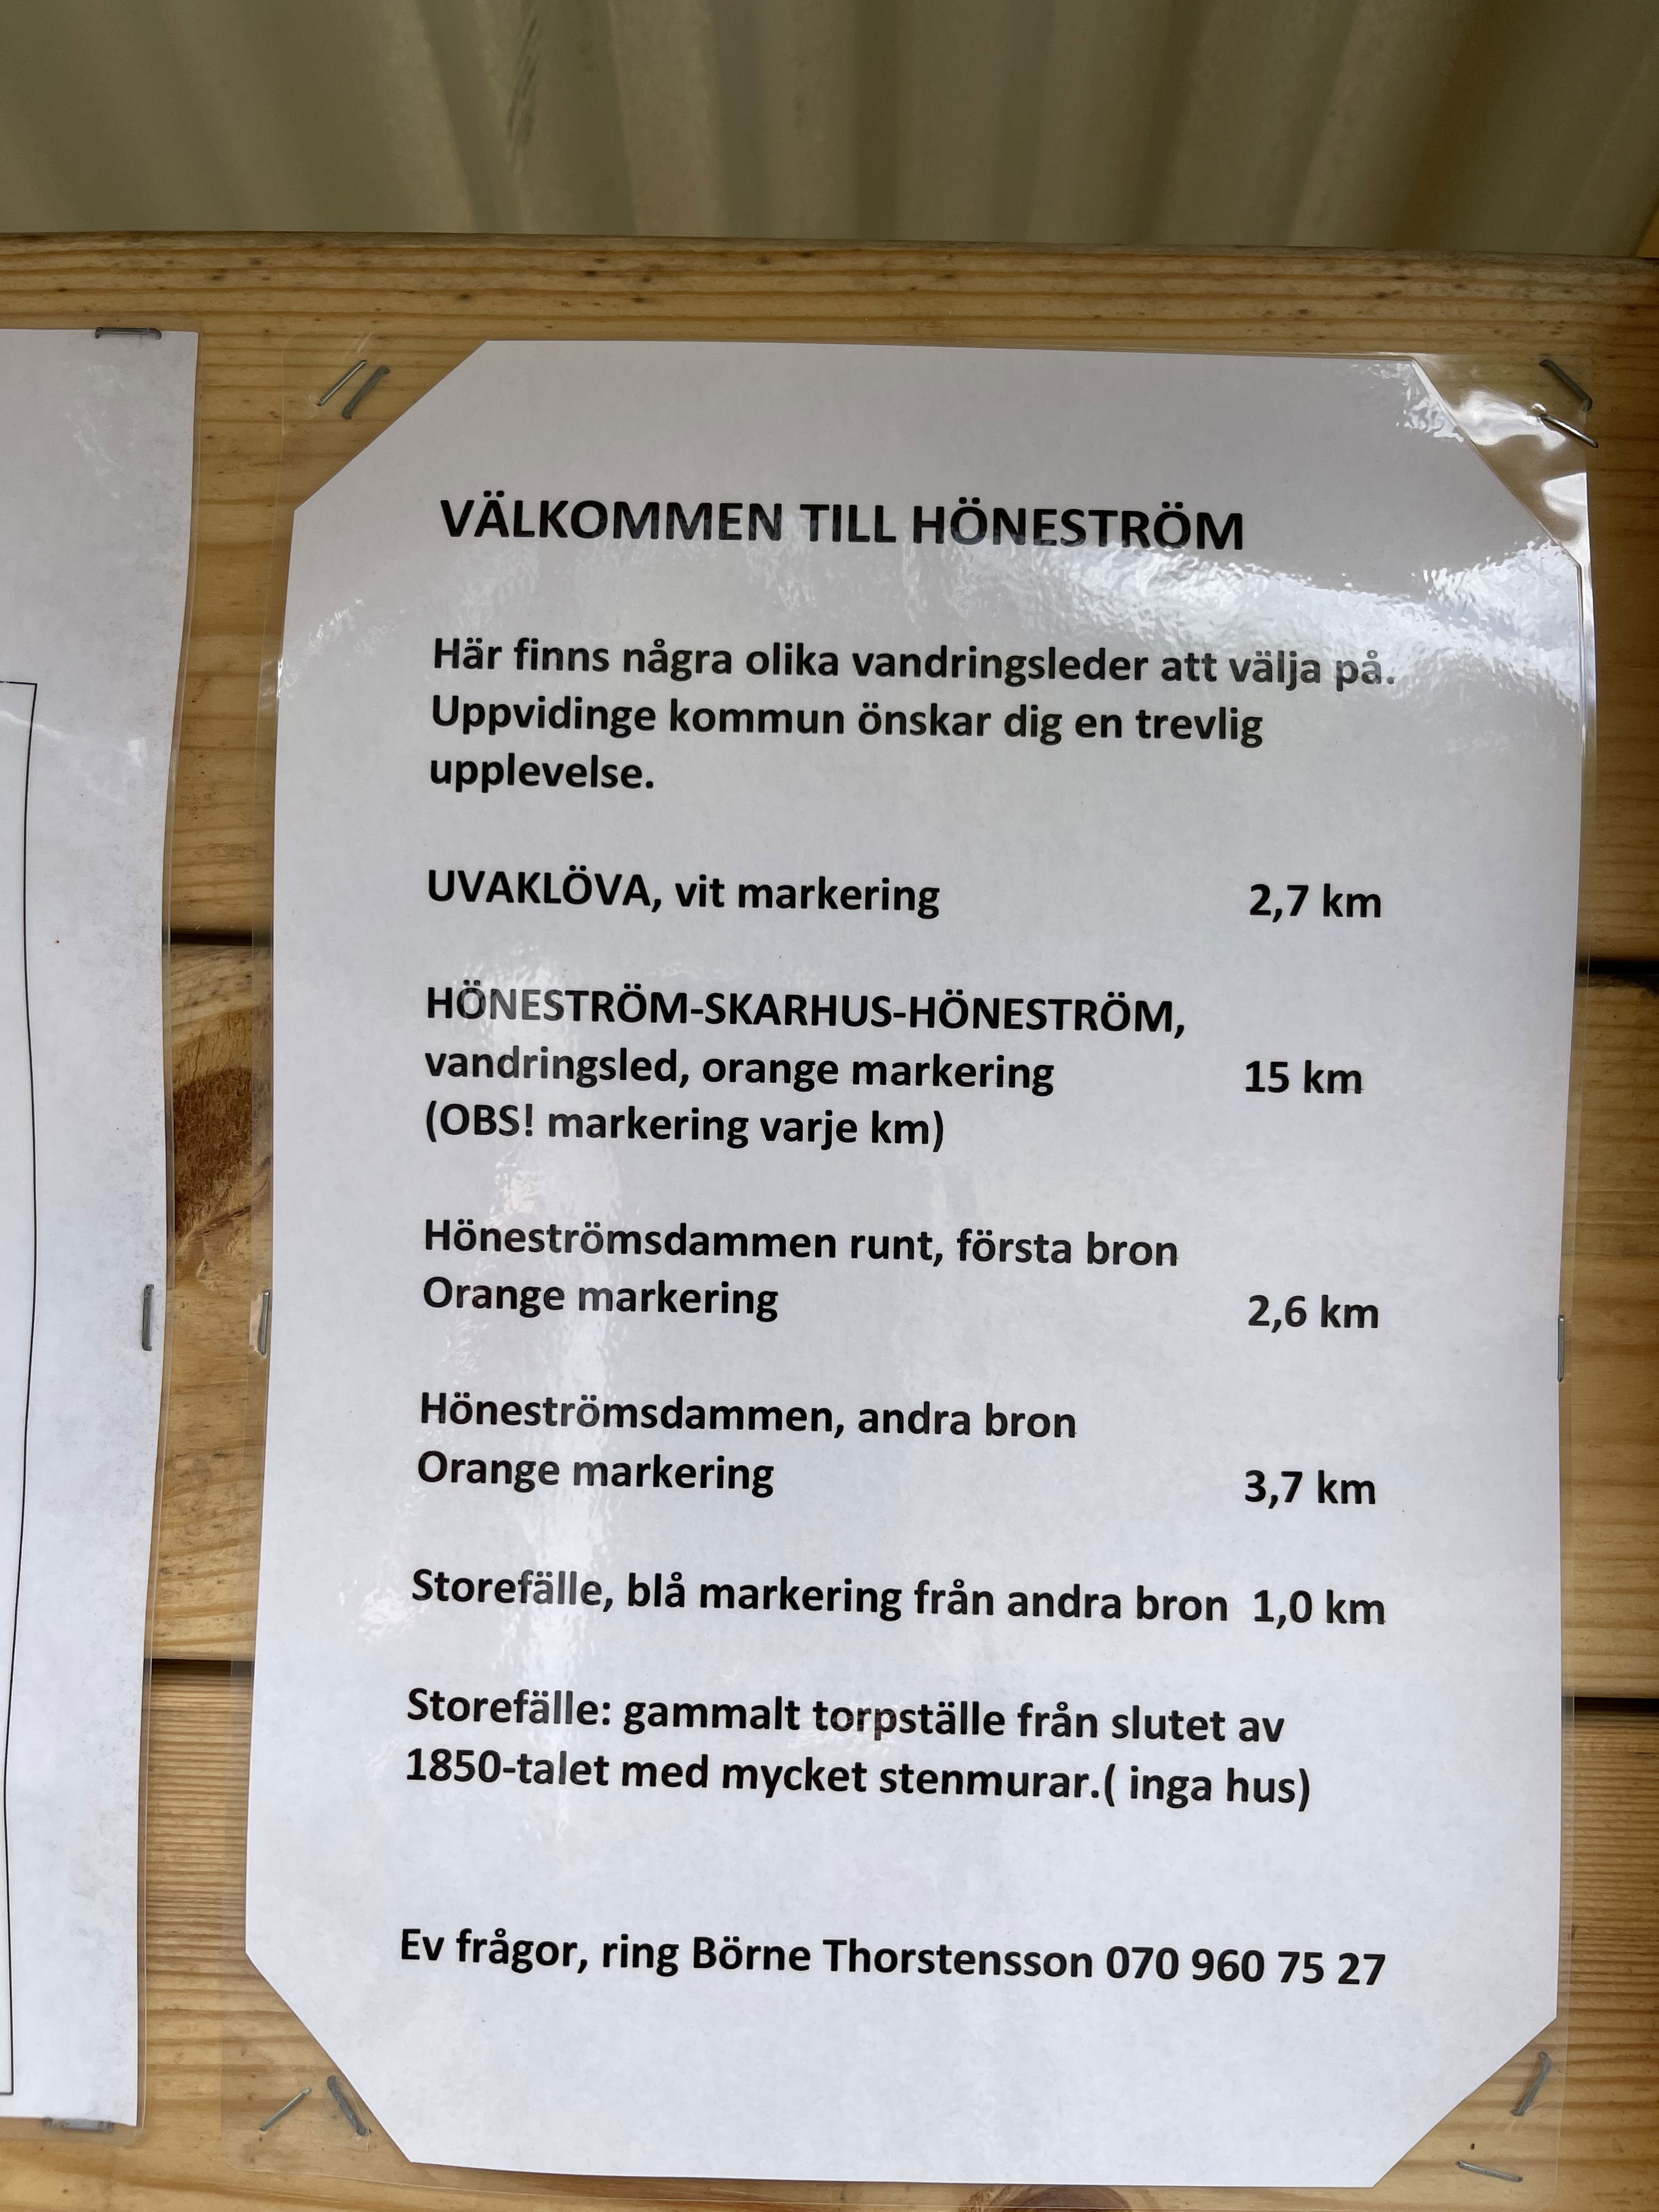 VÄLKOMMEN TILL HÖNESTRÖM
Här finns några olika vandringsleder att välja på.
Uppvidinge kommun önskar dig en trevlig
upplevelse.
UVAKLÖVA, vit markering 2,7 km
HÖNESTRÖM-SKARHUS-HÖNESTRÖM,
vandringsled, orange markering 15 km
(OBS! markering varje km)
Höneströmsdammen runt, första bron
Orange markering 2,6 km
Höneströmsdammen, andra bron
Orange markering 3,7 km
Storefälle, blå markering från andra bron 1,0 km
Storefälle: gammalt torpställe från slutet av
1850-talet med mycket stenmurar.( inga hus)
Ev frågor, ring Börne Thorstensson 070 960 75 27